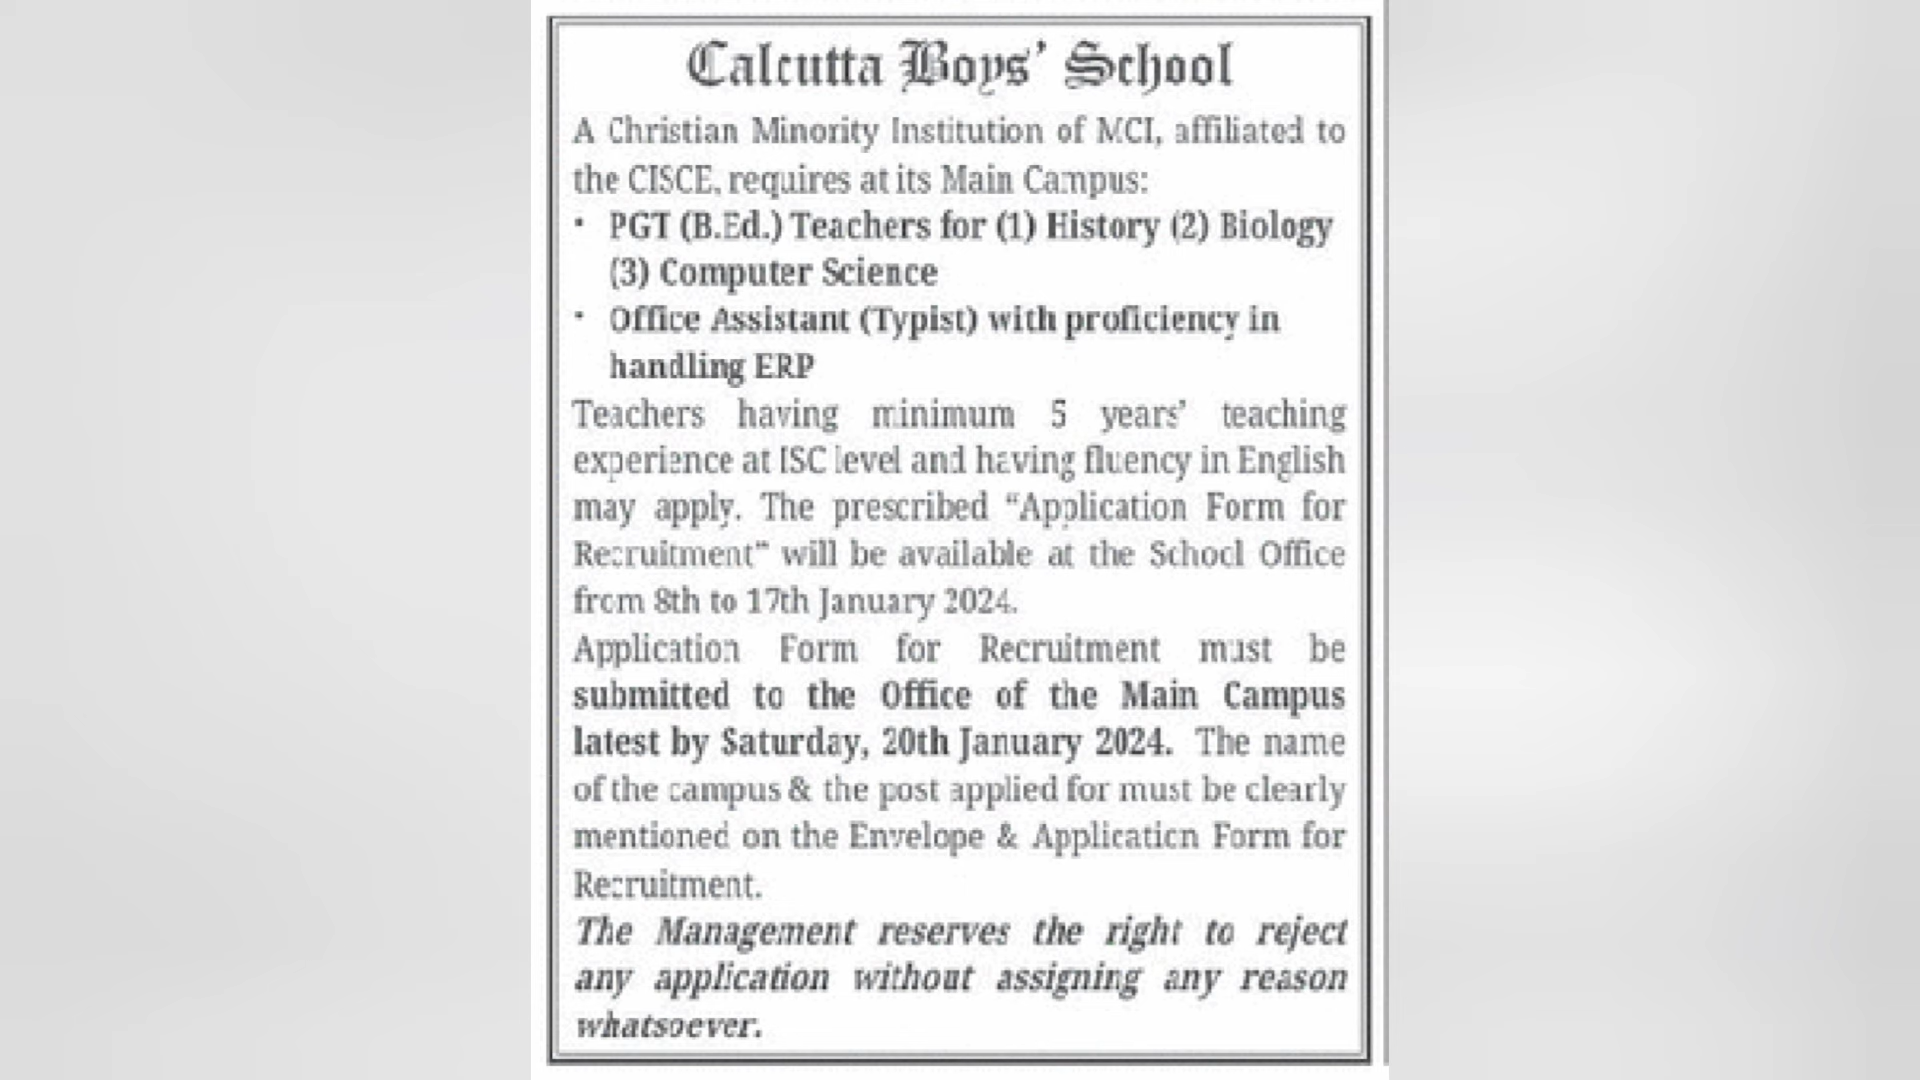 Calcutta Boys' School
A Christian Minority Institution of MCI, affiliated to
the CISCE, requires at its Main Campus:
• PGT (B.Ed.) Teachers for (1) History (2) Biology
(3) Computer Science
• Office Assistant (Typist) with proficiency in
handling ERP
Teachers having minimum 5 years' teaching
experience at ISC level and having fluency in English
may apply. The prescribed "Application Form for
Recruitment" will be available at the School Office
from 8th to 17th January 2024.
Application Form for Recruitment must be
submitted to the Office of the Main Campus
latest by Saturday, 20th January 2024. The name
of the campus & the post applied for must be clearly
mentioned on the Envelope & Application Form for
Recruitment.
The Management reserves the right to reject
any application without assigning any reason
whatsoever.